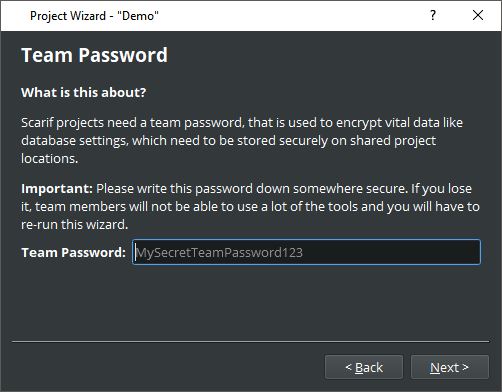 Project Wizard - "Demo"
?
Team Password
What is this about?
Scarif projects need a team password, that is used to encrypt vital data like
database settings, which need to be stored securely on shared project
locations.
Important: Please write this password down somewhere secure. If you lose
it, team members will not be able to use a lot of the tools and you will have to
re-run this wizard.
Team Password: MySecretTeamPassword123
< Back Next >